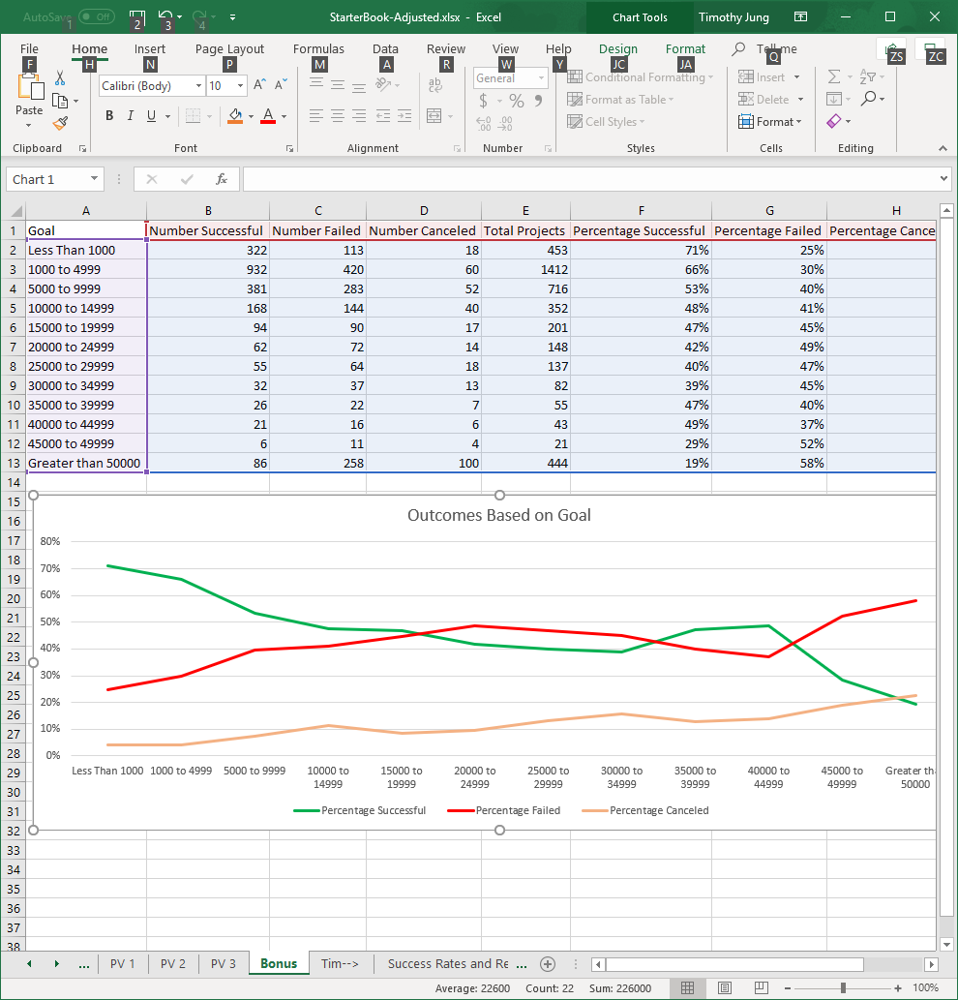 AutoSave Off StarterBook-Adjusted.xlsx - Excel Chart Tools Timothy Jung
1 2 3 4
File Home Insert Page Layout Formulas Data Review View Help Design Format Tell me
F H N P M A R W Y JC JA Q ZS ZC
Calibri (Body) 10 A A ab General Conditional Formatting Insert
Paste B I U A $ % Format as Table Delete
Cell Styles Format
Clipboard Font Alignment Number Styles Cells Editing
Chart 1 fx
A B C D E F G H
1 Goal Number Successful Number Failed Number Canceled Total Projects Percentage Successful Percentage Failed Percentage Cance
2 Less Than 1000 322 113 18 453 71% 25%
3 1000 to 4999 932 420 60 1412 66% 30%
4 5000 to 9999 381 283 52 716 53% 40%
5 10000 to 14999 168 144 40 352 48% 41%
6 15000 to 19999 94 90 17 201 47% 45%
7 20000 to 24999 62 72 14 148 42% 49%
8 25000 to 29999 55 64 18 137 40% 47%
9 30000 to 34999 32 37 13 82 39% 45%
10 35000 to 39999 26 22 7 55 47% 40%
11 40000 to 44999 21 16 6 43 49% 37%
12 45000 to 49999 6 11 4 21 29% 52%
13 Greater than 50000 86 258 100 444 19% 58%
14
15
16 Outcomes Based on Goal
17 80%
18 70%
19
20 60%
21 50%
22
23 40%
24 30%
25 20%
26
27 10%
28 0%
29 Less Than 1000 1000 to 4999 5000 to 9999 10000 to 15000 to 20000 to 25000 to 30000 to 35000 to 40000 to 45000 to Greater th
30 14999 19999 24999 29999 34999 39999 44999 49999 50000
31 Percentage Successful Percentage Failed Percentage Canceled
32
33
34
35
36
37
38
... PV 1 PV 2 PV 3 Bonus Tim--> Success Rates and Re ...
Average: 22600 Count: 22 Sum: 226000 100%